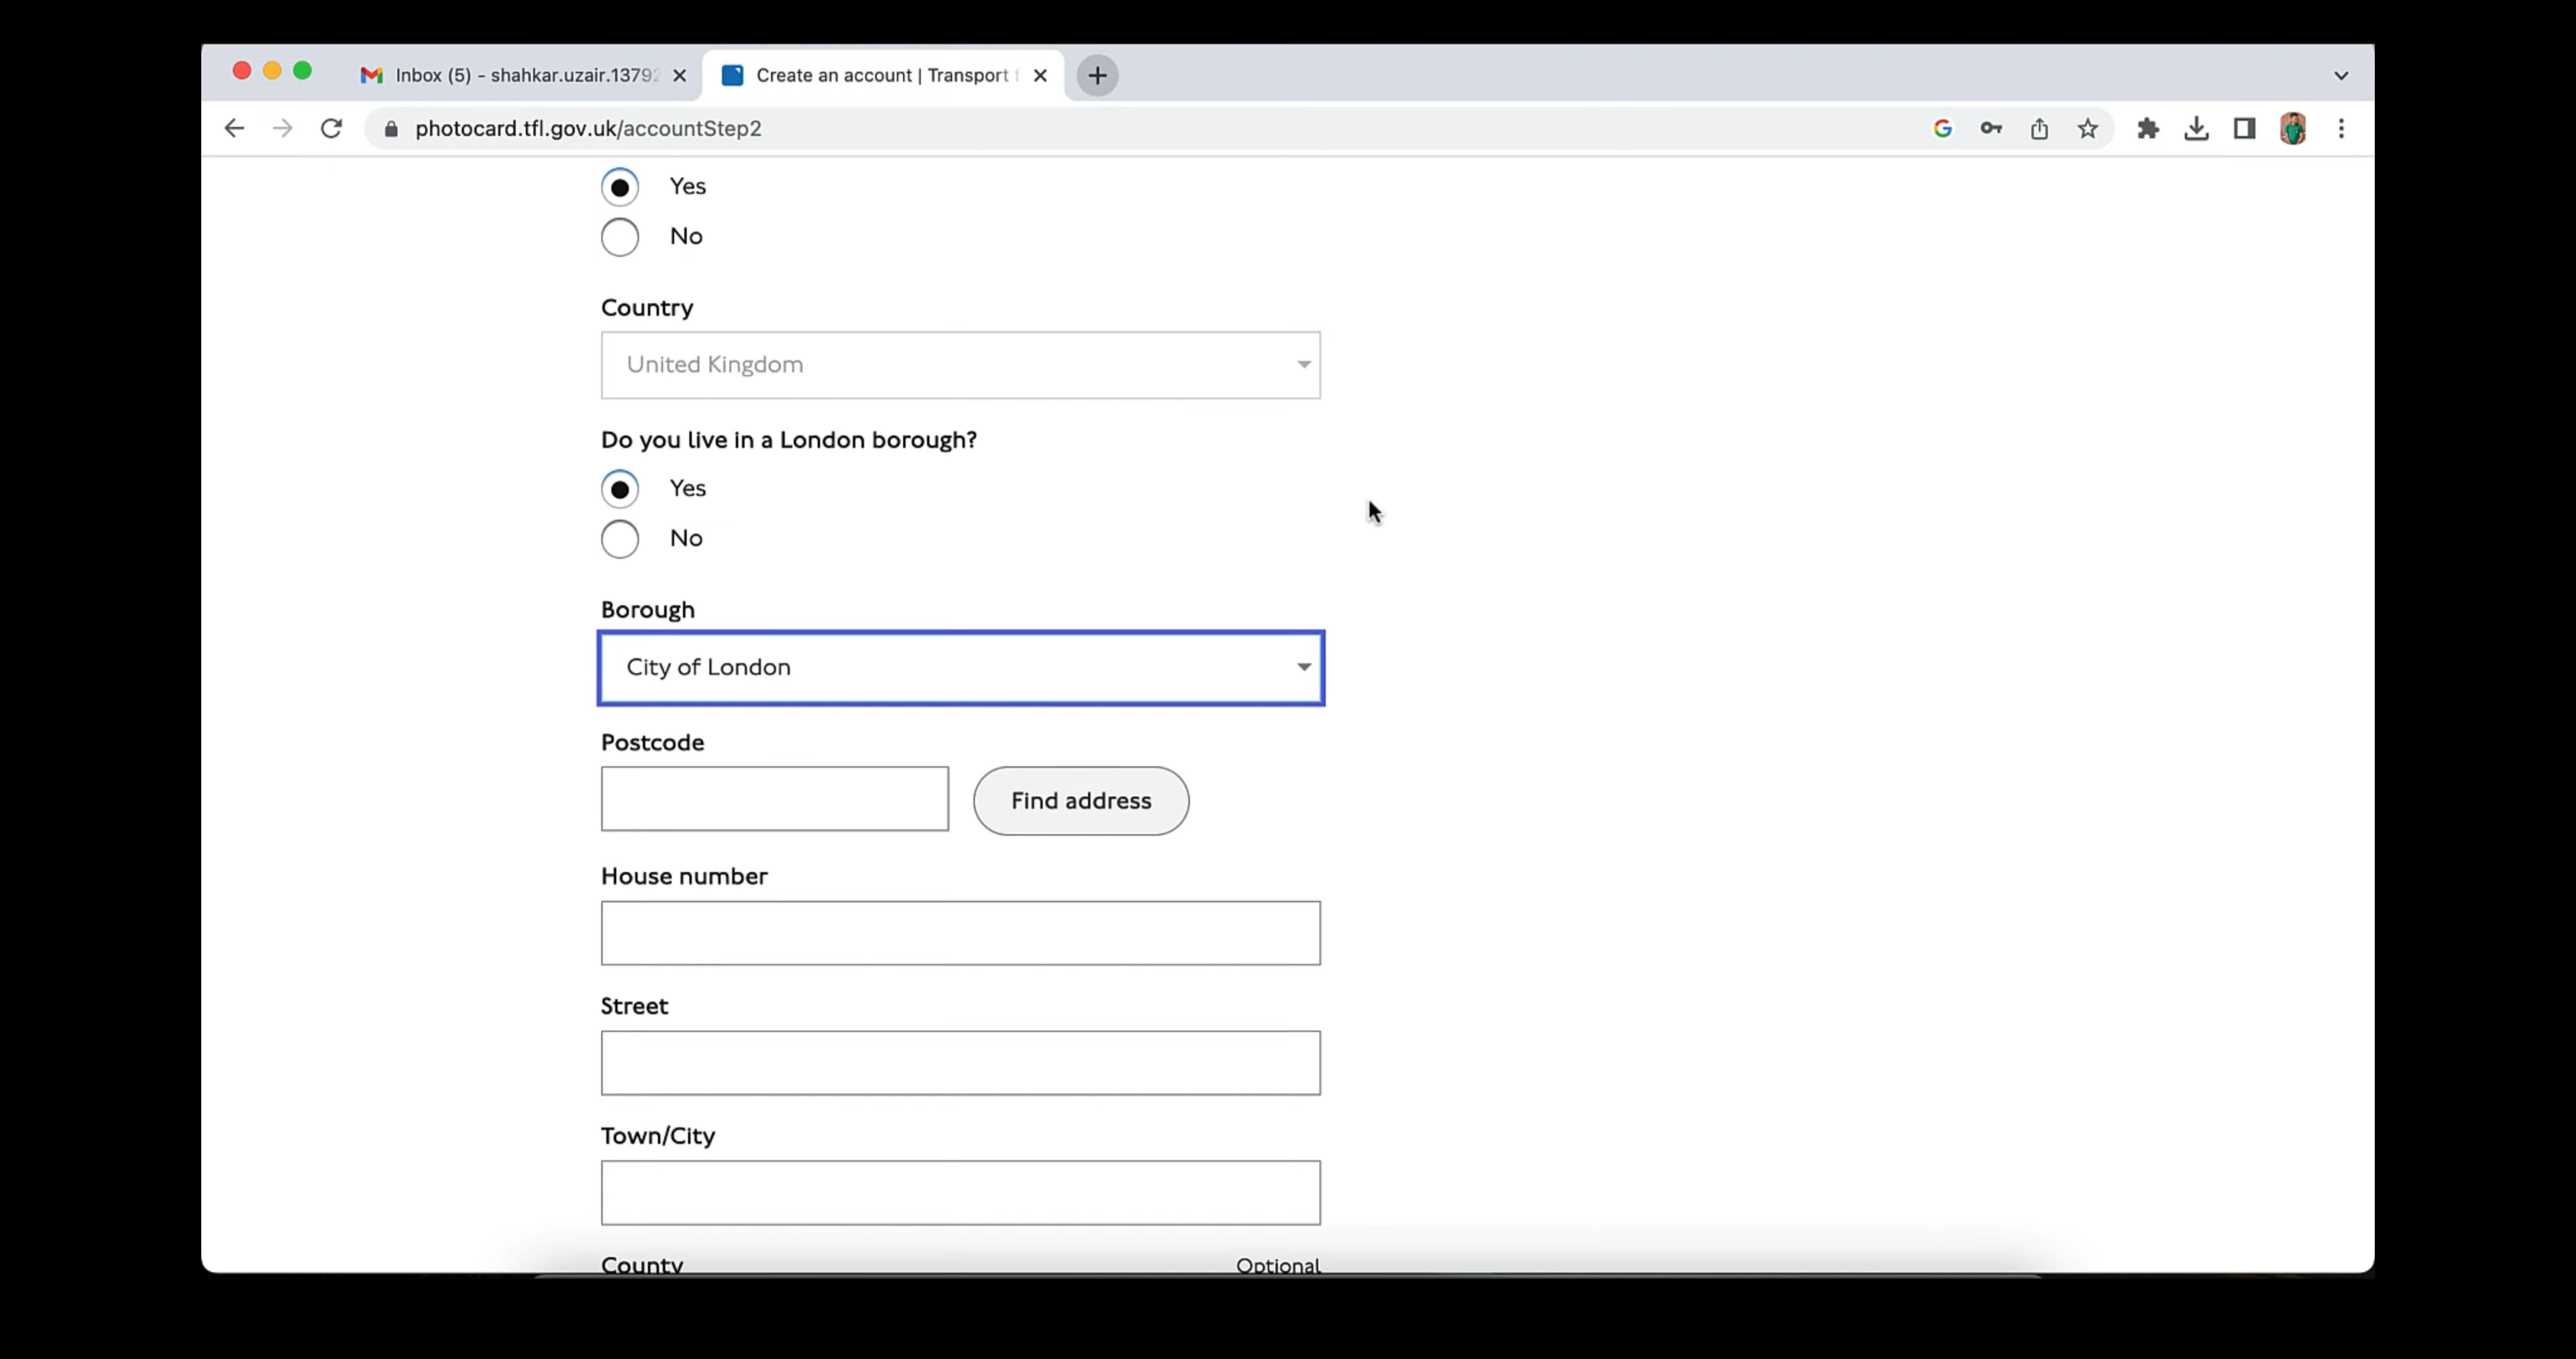 Inbox (5) - shahkar.uzair.13792
Create an account | Transport f
photocard.tfl.gov.uk/accountStep2
Yes
No
Country
United Kingdom
Do you live in a London borough?
Yes
No
Borough
City of London
Postcode
Find address
House number
Street
Town/City
County Optional